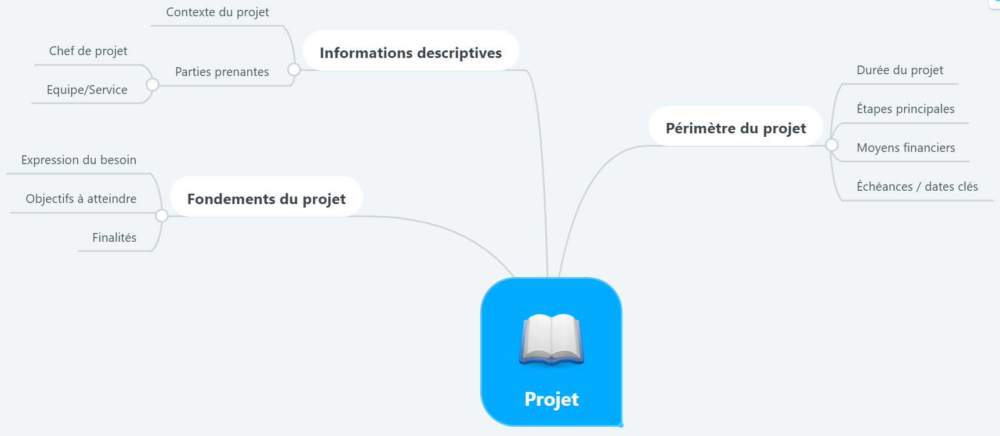 Contexte du projet
Informations descriptives
Chef de projet
Parties prenantes
Equipe/Service
Durée du projet
Étapes principales
Périmètre du projet
Moyens financiers
Échéances / dates clés
Expression du besoin
Objectifs à atteindre
Fondements du projet
Finalités
Projet